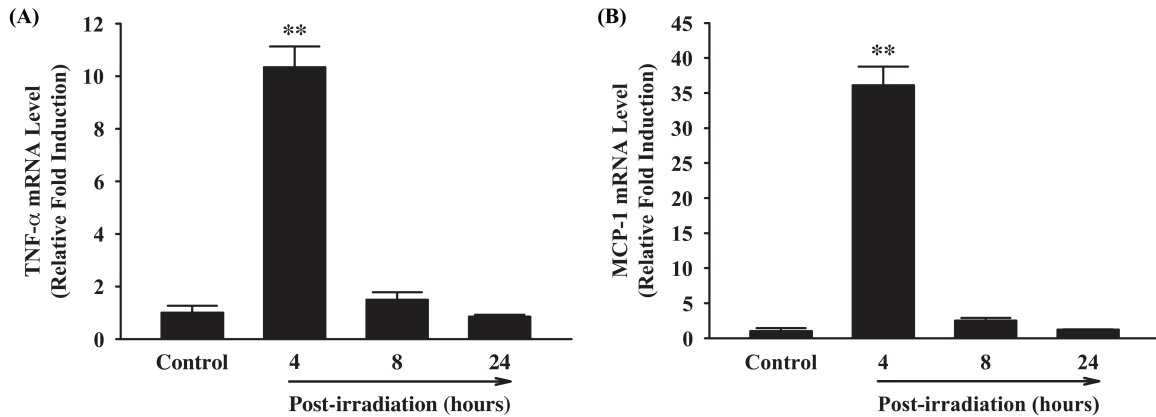 (A)
TNF-α mRNA Level
(Relative Fold Induction)
12
10
8
6
4
2
0
**
Control 4 8 24
Post-irradiation (hours)
(B)
MCP-1 mRNA Level
(Relative Fold Induction)
45
40
35
30
25
20
15
10
5
0
**
Control 4 8 24
Post-irradiation (hours)